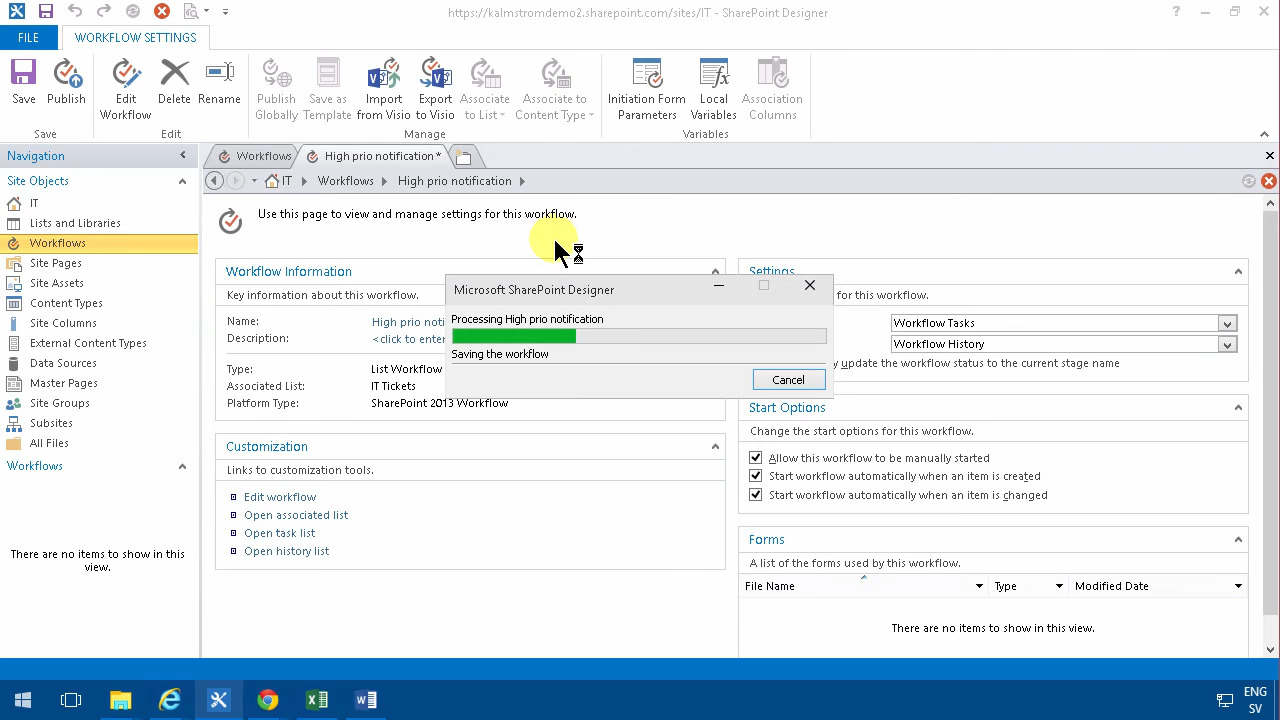 https://kalmstromdemo2.sharepoint.com/sites/IT - SharePoint Designer
FILE
WORKFLOW SETTINGS
Save
Publish
Edit
Workflow
Delete
Rename
Publish
Globally
Save as
Template
Import
from Visio
Export
to Visio
Associate
to List
Associate to
Content Type
Initiation Form
Parameters
Local
Variables
Association
Columns
Save
Edit
Manage
Variables
Navigation
Workflows
High prio notification *
Site Objects
IT
Workflows
High prio notification
IT
Lists and Libraries
Workflows
Site Pages
Site Assets
Content Types
Site Columns
External Content Types
Data Sources
Master Pages
Site Groups
Subsites
All Files
Workflows
There are no items to show in this
view.
Use this page to view and manage settings for this workflow.
Workflow Information
Key information about this workflow.
Name:
High prio noti
Description:
<click to enter
Type:
List Workflow
Associated List:
IT Tickets
Platform Type:
SharePoint 2013 Workflow
Customization
Links to customization tools.
Edit workflow
Open associated list
Open task list
Open history list
Microsoft SharePoint Designer
Processing High prio notification
Saving the workflow
Cancel
Settings
for this workflow.
Workflow Tasks
Workflow History
y update the workflow status to the current stage name
Start Options
Change the start options for this workflow.
Allow this workflow to be manually started
Start workflow automatically when an item is created
Start workflow automatically when an item is changed
Forms
A list of the forms used by this workflow.
File Name
Type
Modified Date
There are no items to show in this view.
ENG
SV